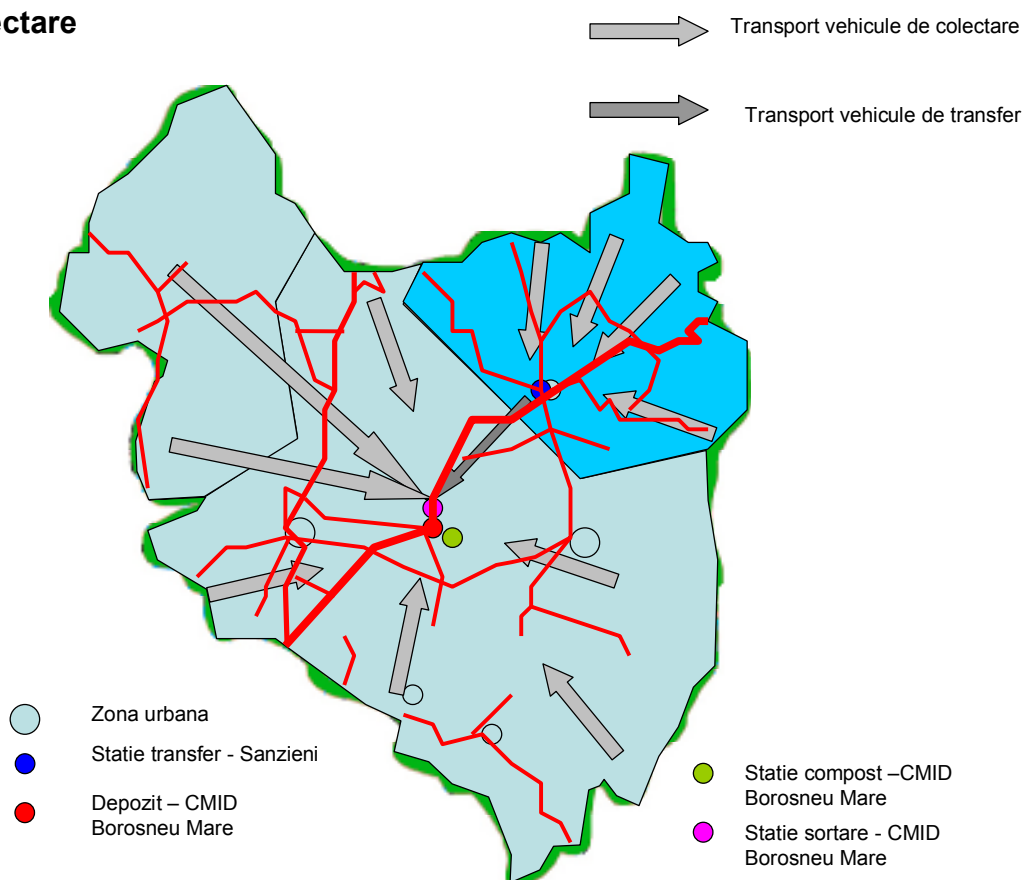 ectare
Transport vehicule de colectare
Transport vehicule de transfer
Zona urbana
Statie transfer - Sanzieni
Depozit – CMID
Borosneu Mare
Statie compost –CMID
Borosneu Mare
Statie sortare - CMID
Borosneu Mare